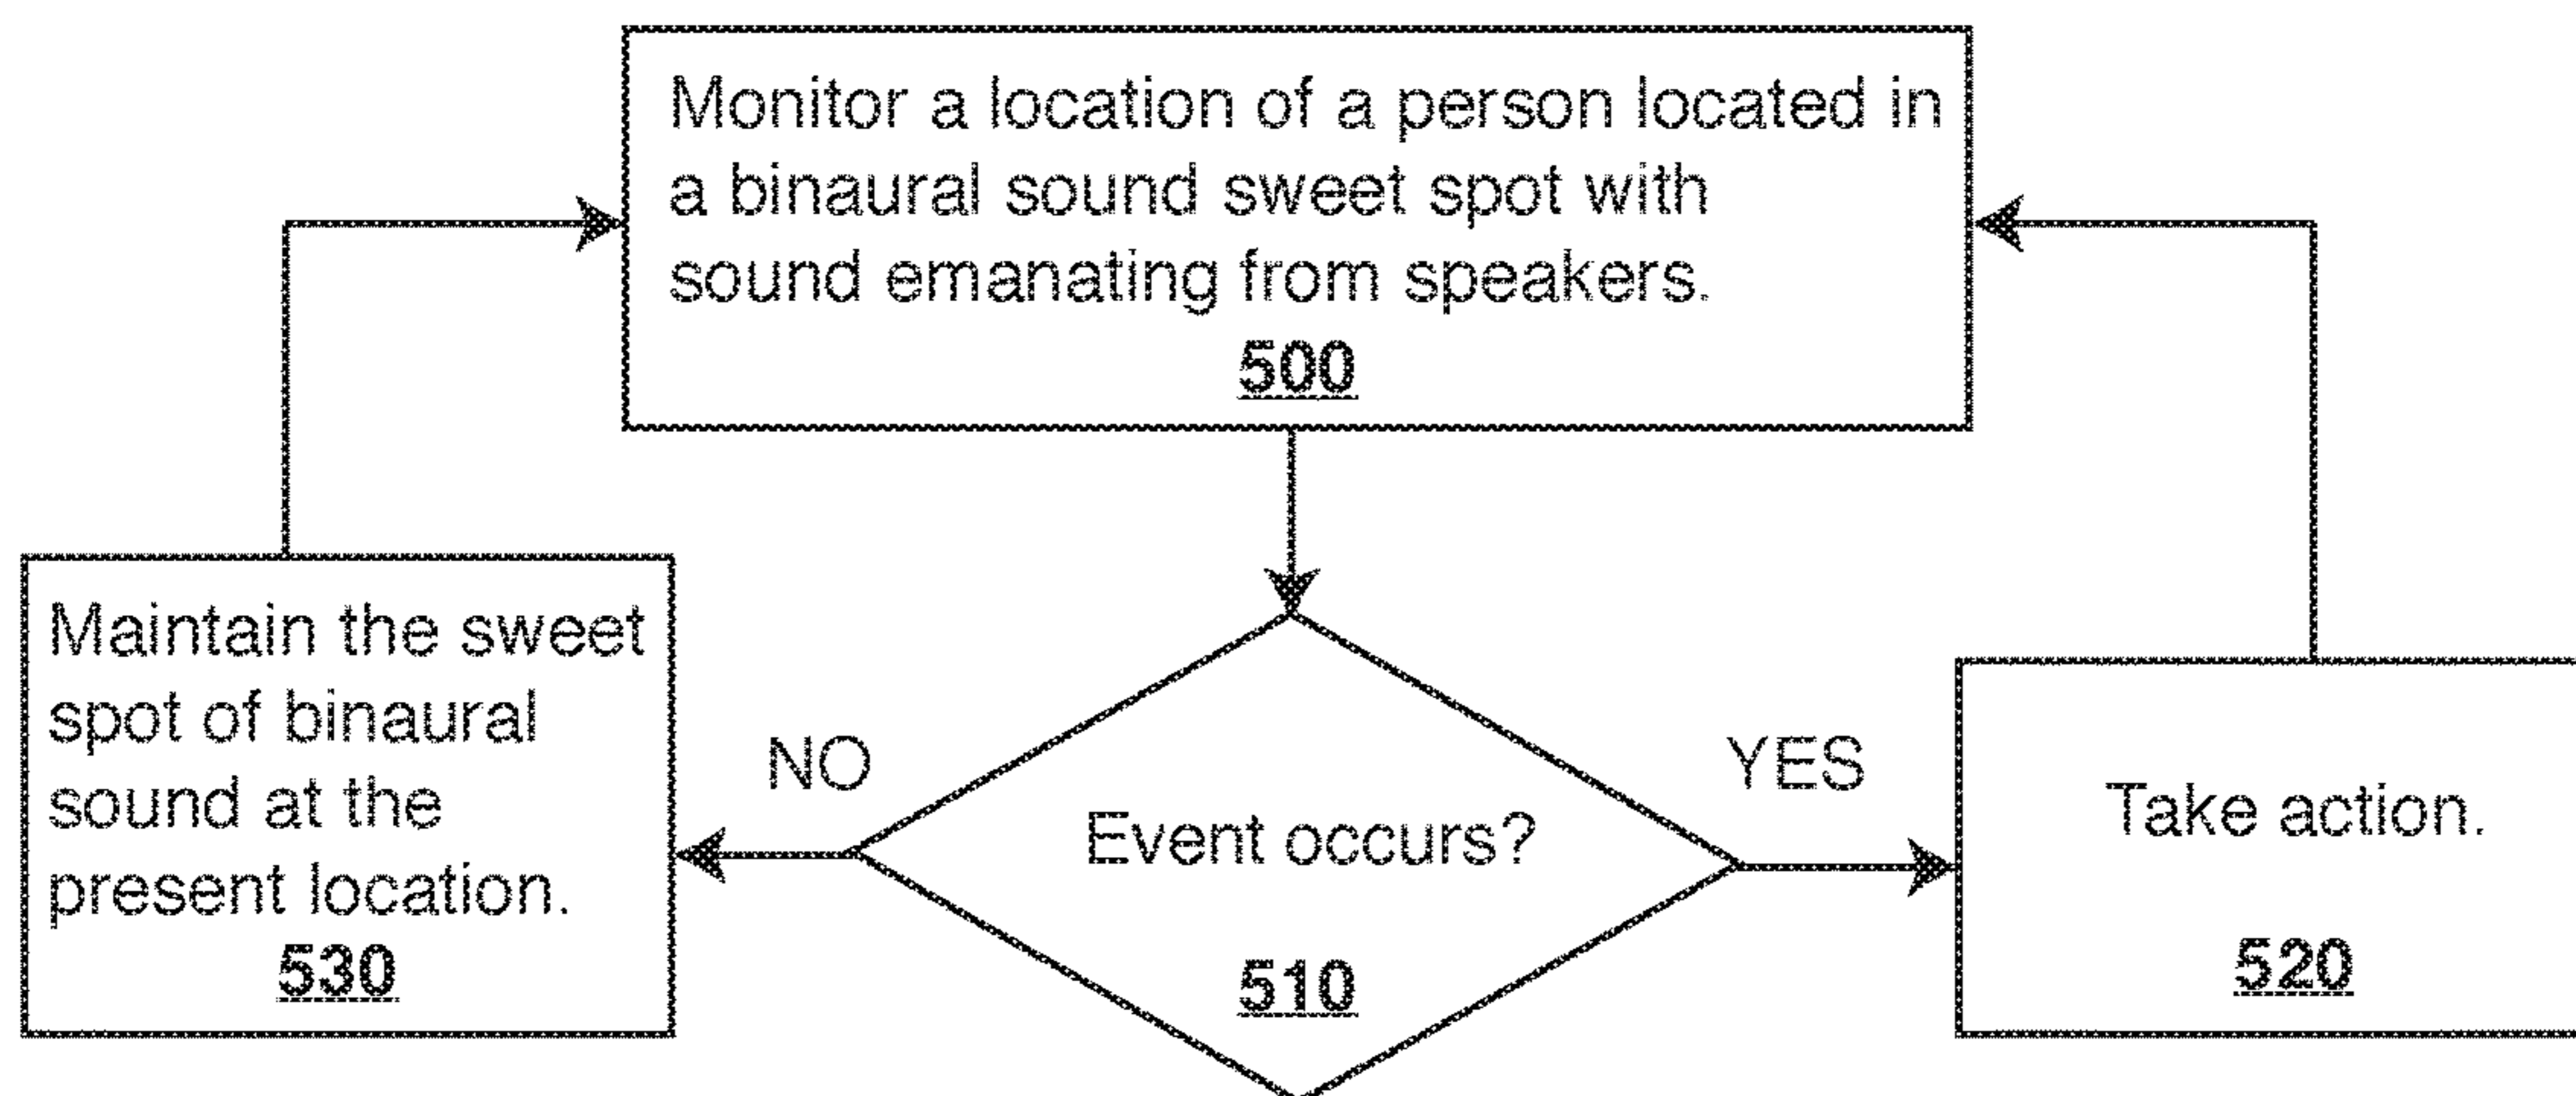 Monitor a location of a person located in
a binaural sound sweet spot with
sound emanating from speakers.
500
Maintain the sweet
spot of binaural
sound at the
present location.
530
NO
Event occurs?
510
YES
Take action.
520